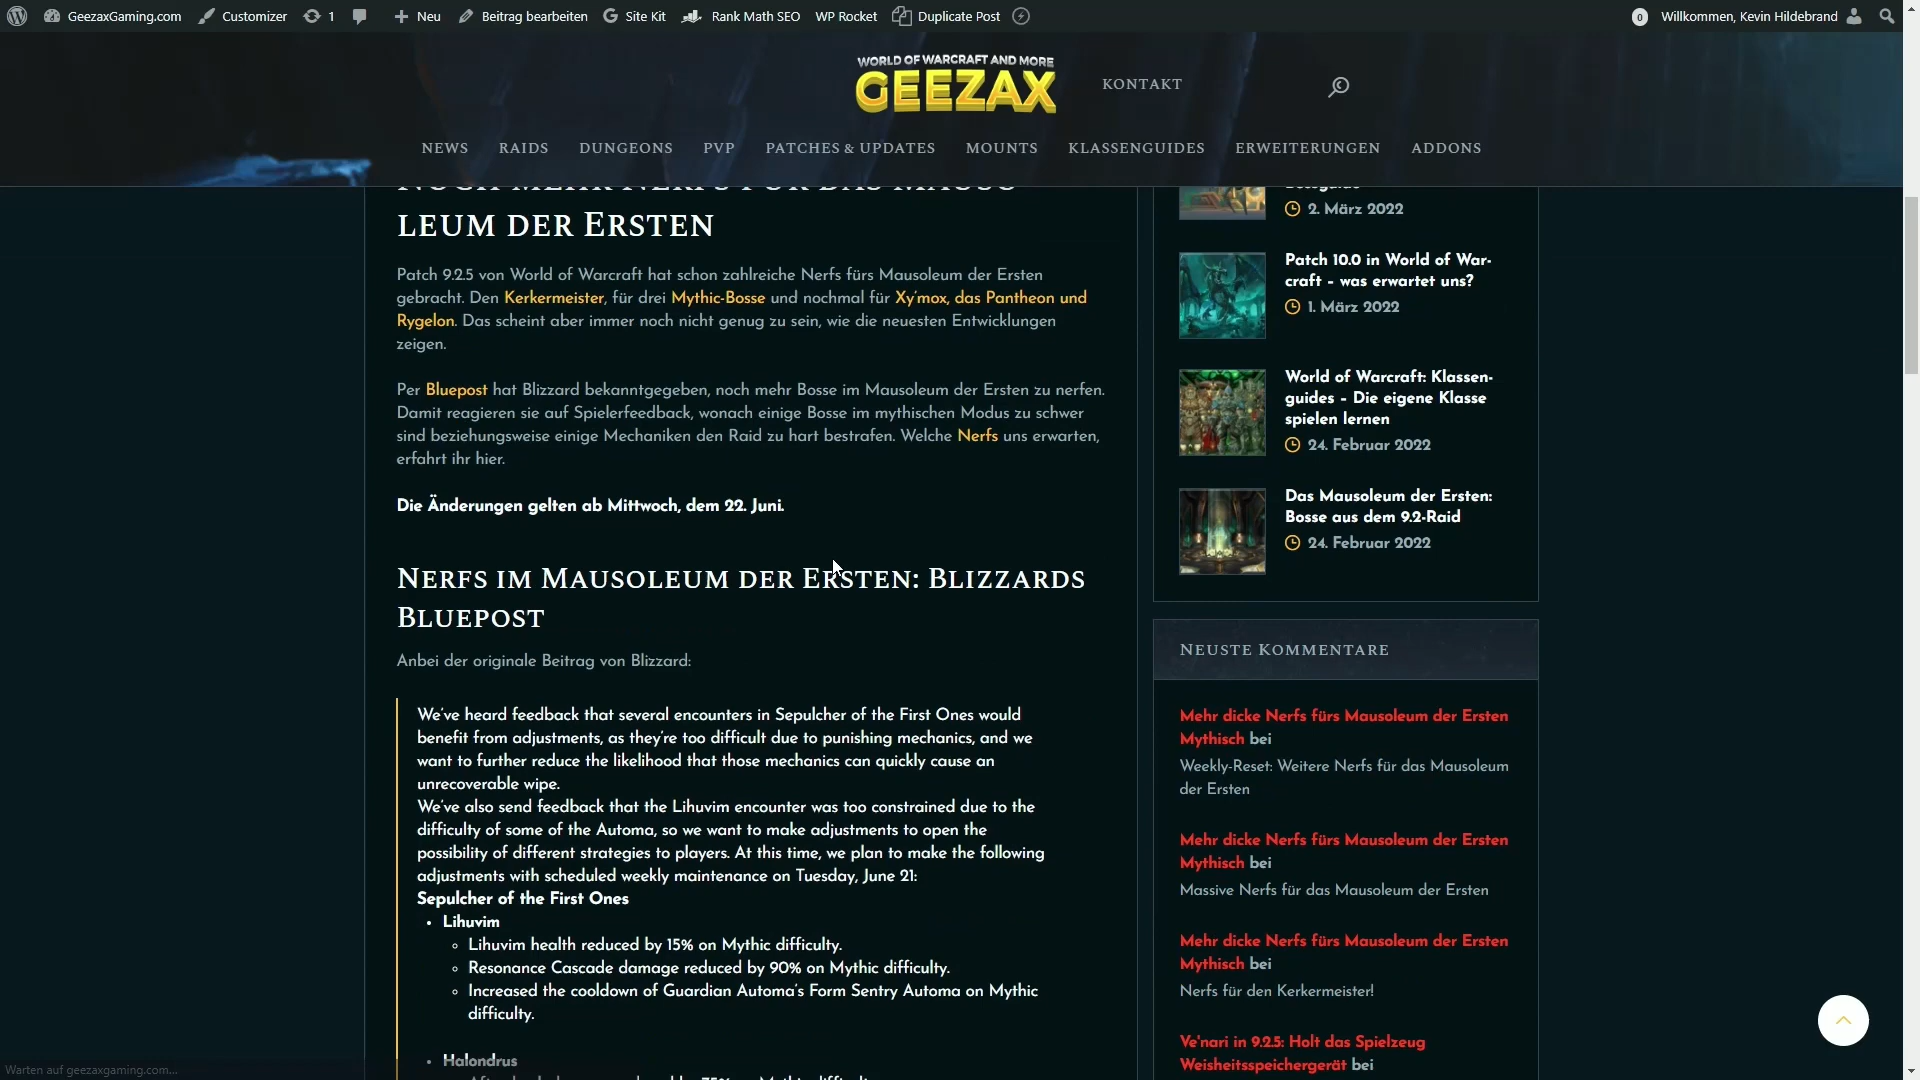 GeezaxGaming.com
Customizer
1
Neu
Beitrag bearbeiten
Site Kit
Rank Math SEO
WP Rocket
Duplicate Post
0
Willkommen, Kevin Hildebrand
WORLD OF WARCRAFT AND MORE
GEEZAX
KONTAKT
NEWS
RAIDS
DUNGEONS
PVP
PATCHES & UPDATES
MOUNTS
KLASSENGUIDES
ERWEITERUNGEN
ADDONS
NOCH MEHR NERFS FÜR DAS MAUSO-
LEUM DER ERSTEN
Patch 9.2.5 von World of Warcraft hat schon zahlreiche Nerfs fürs Mausoleum der Ersten
gebracht. Den Kerkermeister, für drei Mythic-Bosse und nochmal für Xy'mox, das Pantheon und
Rygelon. Das scheint aber immer noch nicht genug zu sein, wie die neuesten Entwicklungen
zeigen.
Per Bluepost hat Blizzard bekanntgegeben, noch mehr Bosse im Mausoleum der Ersten zu nerfen.
Damit reagieren sie auf Spielerfeedback, wonach einige Bosse im mythischen Modus zu schwer
sind beziehungsweise einige Mechaniken den Raid zu hart bestrafen. Welche Nerfs uns erwarten,
erfahrt ihr hier.
Die Änderungen gelten ab Mittwoch, dem 22. Juni.
NERFS IM MAUSOLEUM DER ERSTEN: BLIZZARDS
BLUEPOST
Anbei der originale Beitrag von Blizzard:
We've heard feedback that several encounters in Sepulcher of the First Ones would
benefit from adjustments, as they're too difficult due to punishing mechanics, and we
want to further reduce the likelihood that those mechanics can quickly cause an
unrecoverable wipe.
We've also send feedback that the Lihuvim encounter was too constrained due to the
difficulty of some of the Automa, so we want to make adjustments to open the
possibility of different strategies to players. At this time, we plan to make the following
adjustments with scheduled weekly maintenance on Tuesday, June 21:
Sepulcher of the First Ones
• Lihuvim
◦ Lihuvim health reduced by 15% on Mythic difficulty.
◦ Resonance Cascade damage reduced by 90% on Mythic difficulty.
◦ Increased the cooldown of Guardian Automa's Form Sentry Automa on Mythic
difficulty.
• Halondrus
Bossguide
2. März 2022
Patch 10.0 in World of War-
craft – was erwartet uns?
1. März 2022
World of Warcraft: Klassen-
guides – Die eigene Klasse
spielen lernen
24. Februar 2022
Das Mausoleum der Ersten:
Bosse aus dem 9.2-Raid
24. Februar 2022
NEUSTE KOMMENTARE
Mehr dicke Nerfs fürs Mausoleum der Ersten
Mythisch bei
Weekly-Reset: Weitere Nerfs für das Mausoleum
der Ersten
Mehr dicke Nerfs fürs Mausoleum der Ersten
Mythisch bei
Massive Nerfs für das Mausoleum der Ersten
Mehr dicke Nerfs fürs Mausoleum der Ersten
Mythisch bei
Nerfs für den Kerkermeister!
Ve'nari in 9.2.5: Holt das Spielzeug
Weisheitsspeichergerät bei
Warten auf geezaxgaming.com...